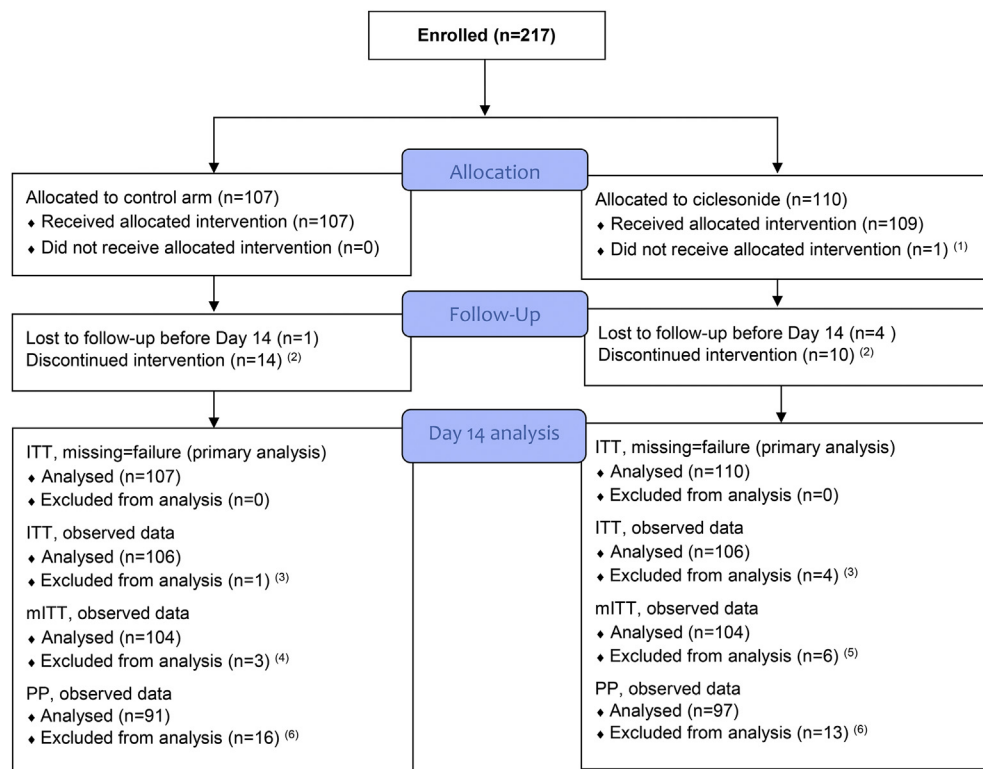 Enrolled (n=217)
Allocation
Allocated to control arm (n=107)
♦ Received allocated intervention (n=107)
♦ Did not receive allocated intervention (n=0)
Allocated to ciclesonide (n=110)
♦ Received allocated intervention (n=109)
♦ Did not receive allocated intervention (n=1) (1)
Follow-Up
Lost to follow-up before Day 14 (n=1)
Discontinued intervention (n=14) (2)
Lost to follow-up before Day 14 (n=4 )
Discontinued intervention (n=10) (2)
Day 14 analysis
ITT, missing=failure (primary analysis)
♦ Analysed (n=107)
♦ Excluded from analysis (n=0)
ITT, observed data
♦ Analysed (n=106)
♦ Excluded from analysis (n=1) (3)
mITT, observed data
♦ Analysed (n=104)
♦ Excluded from analysis (n=3) (4)
PP, observed data
♦ Analysed (n=91)
♦ Excluded from analysis (n=16) (6)
ITT, missing=failure (primary analysis)
♦ Analysed (n=110)
♦ Excluded from analysis (n=0)
ITT, observed data
♦ Analysed (n=106)
♦ Excluded from analysis (n=4) (3)
mITT, observed data
♦ Analysed (n=104)
♦ Excluded from analysis (n=6) (5)
PP, observed data
♦ Analysed (n=97)
♦ Excluded from analysis (n=13) (6)